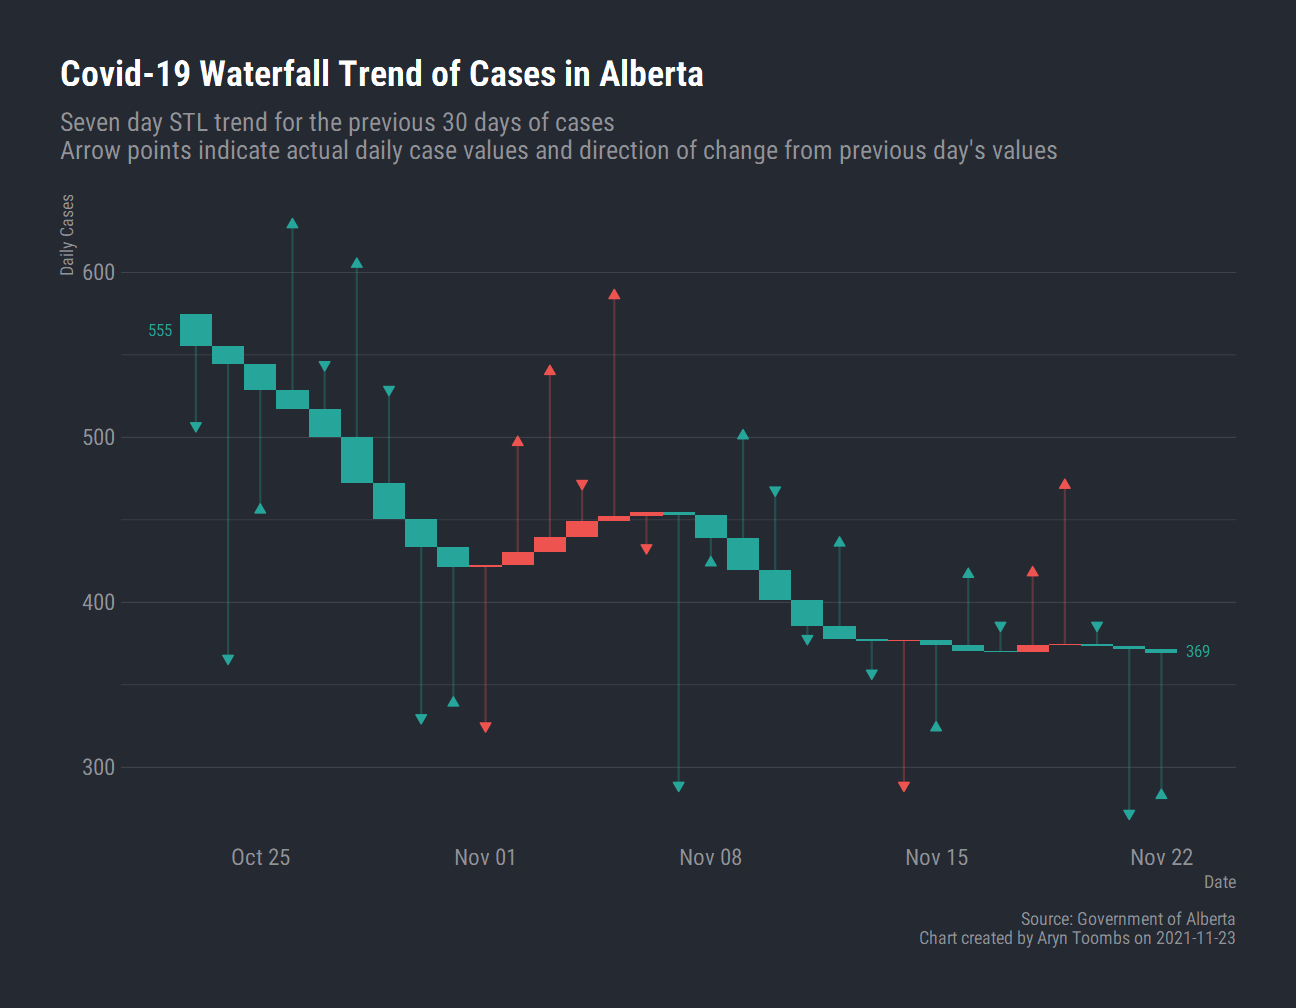 Covid-19 Waterfall Trend of Cases in Alberta
Seven day STL trend for the previous 30 days of cases
Arrow points indicate actual daily case values and direction of change from previous day's values
Daily Cases
600
500
400
300
555
369
Oct 25
Nov 01
Nov 08
Nov 15
Nov 22
Date
Source: Government of Alberta
Chart created by Aryn Toombs on 2021-11-23